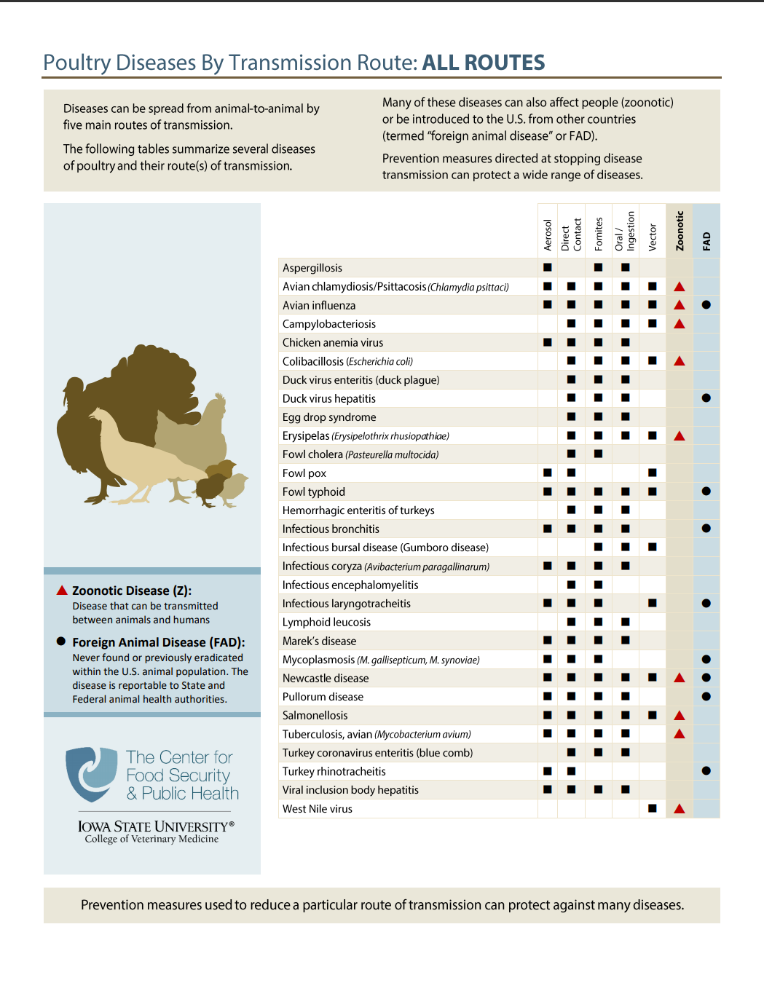 Poultry Diseases By Transmission Route: ALL ROUTES
Diseases can be spread from animal-to-animal by
five main routes of transmission.
The following tables summarize several diseases
of poultry and their route(s) of transmission.
Many of these diseases can also affect people (zoonotic)
or be introduced to the U.S. from other countries
(termed “foreign animal disease” or FAD).
Prevention measures directed at stopping disease
transmission can protect a wide range of diseases.
Aerosol
Direct
Contact
Fomites
Oral /
Ingestion
Vector
Zoonotic
FAD
Aspergillosis ■ ■ ■
Avian chlamydiosis/Psittacosis (Chlamydia psittaci) ■ ■ ■ ■ ■ ▲
Avian influenza ■ ■ ■ ■ ■ ▲ ●
Campylobacteriosis ■ ■ ■ ■ ▲
Chicken anemia virus ■ ■ ■ ■
Colibacillosis (Escherichia coli) ■ ■ ■ ■ ▲
Duck virus enteritis (duck plague) ■ ■ ■
Duck virus hepatitis ■ ■ ■ ●
Egg drop syndrome ■ ■ ■
Erysipelas (Erysipelothrix rhusiopathiae) ■ ■ ■ ■ ▲
Fowl cholera (Pasteurella multocida) ■ ■
Fowl pox ■ ■ ■
Fowl typhoid ■ ■ ■ ■ ■ ●
Hemorrhagic enteritis of turkeys ■ ■ ■
Infectious bronchitis ■ ■ ■ ■ ●
Infectious bursal disease (Gumboro disease) ■ ■ ■
Infectious coryza (Avibacterium paragallinarum) ■ ■ ■ ■
Infectious encephalomyelitis ■ ■
Infectious laryngotracheitis ■ ■ ■ ■ ●
Lymphoid leucosis ■ ■ ■
Marek’s disease ■ ■ ■ ■
Mycoplasmosis (M. gallisepticum, M. synoviae) ■ ■ ■ ●
Newcastle disease ■ ■ ■ ■ ■ ▲ ●
Pullorum disease ■ ■ ■ ■ ●
Salmonellosis ■ ■ ■ ■ ■ ▲
Tuberculosis, avian (Mycobacterium avium) ■ ■ ■ ■ ▲
Turkey coronavirus enteritis (blue comb) ■ ■ ■
Turkey rhinotracheitis ■ ■ ●
Viral inclusion body hepatitis ■ ■ ■ ■
West Nile virus ■ ▲
▲ Zoonotic Disease (Z):
Disease that can be transmitted
between animals and humans
● Foreign Animal Disease (FAD):
Never found or previously eradicated
within the U.S. animal population. The
disease is reportable to State and
Federal animal health authorities.
The Center for
Food Security
& Public Health
IOWA STATE UNIVERSITY®
College of Veterinary Medicine
Prevention measures used to reduce a particular route of transmission can protect against many diseases.